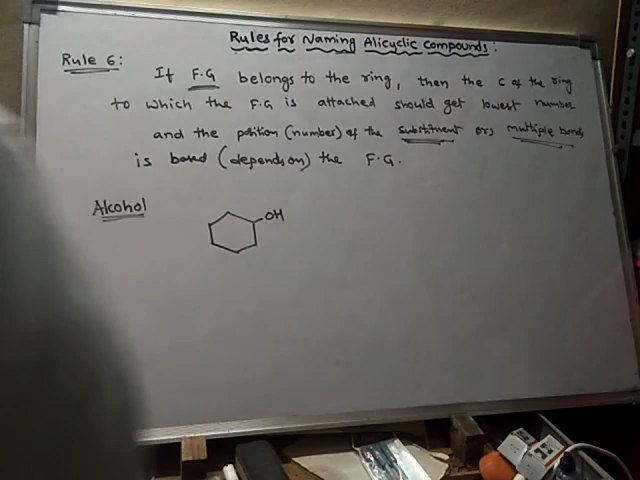 Rules for Naming Alicyclic Compounds:
Rule 6:
If F.G belongs to the ring, then the C of the ring
to which the F.G is attached should get lowest number
and the position (number) of the substituent (or) multiple bonds
is based (depends on) the F.G.
Alcohol
OH